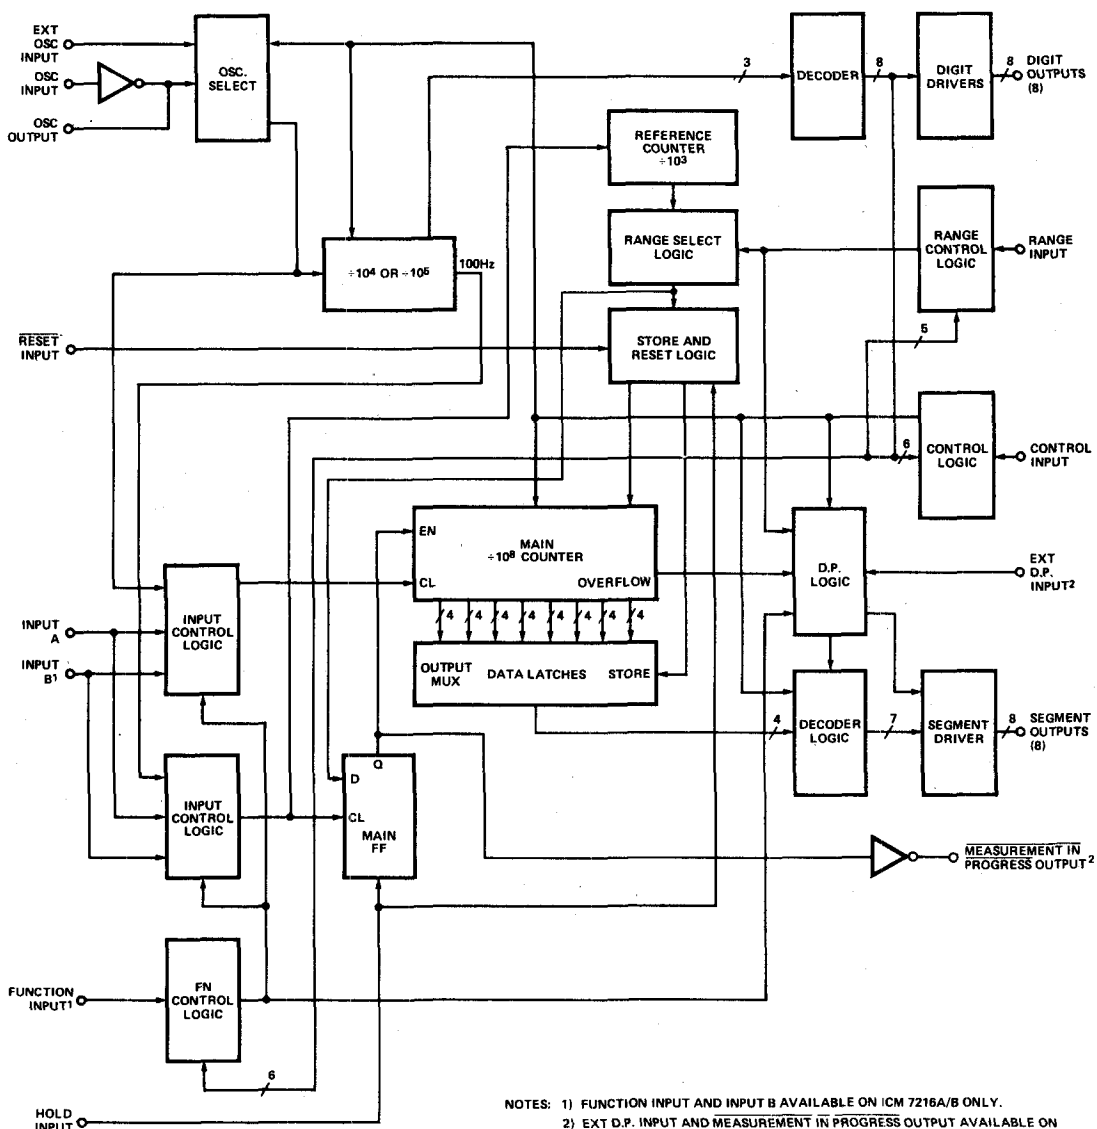 EXT
OSC
INPUT
OSC
INPUT
OSC
OUTPUT
OSC.
SELECT
3
DECODER
8
DIGIT
DRIVERS
8
DIGIT
OUTPUTS
(8)
REFERENCE
COUNTER
÷10³
RANGE SELECT
LOGIC
RANGE
CONTROL
LOGIC
RANGE
INPUT
÷10⁴ OR ÷10⁵
100Hz
RESET
INPUT
STORE AND
RESET LOGIC
5
6
CONTROL
LOGIC
CONTROL
INPUT
EN
MAIN
÷10⁸ COUNTER
CL
OVERFLOW
D.P.
LOGIC
EXT
D.P.
INPUT²
4 4 4 4 4 4 4 4
INPUT
A
INPUT
B¹
INPUT
CONTROL
LOGIC
OUTPUT
MUX
DATA LATCHES
STORE
4
DECODER
LOGIC
7
SEGMENT
DRIVER
8
SEGMENT
OUTPUTS
(8)
INPUT
CONTROL
LOGIC
Q
D
CL
MAIN
FF
MEASUREMENT IN
PROGRESS OUTPUT²
FUNCTION
INPUT¹
FN
CONTROL
LOGIC
6
HOLD
INPUT
NOTES: 1) FUNCTION INPUT AND INPUT B AVAILABLE ON ICM 7216A/B ONLY.
2) EXT D.P. INPUT AND MEASUREMENT IN PROGRESS OUTPUT AVAILABLE ON